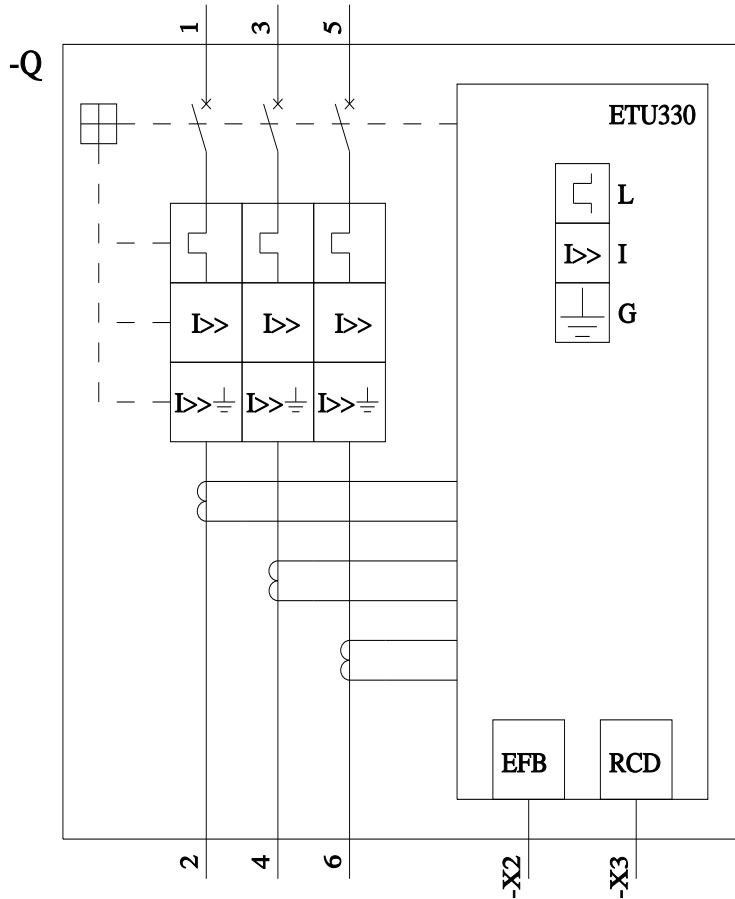 1 3 5
-Q
ETU330
L
I>> I
G
I>> I>> I>>
I>> I>> I>>
EFB RCD
2 4 6 -X2 -X3